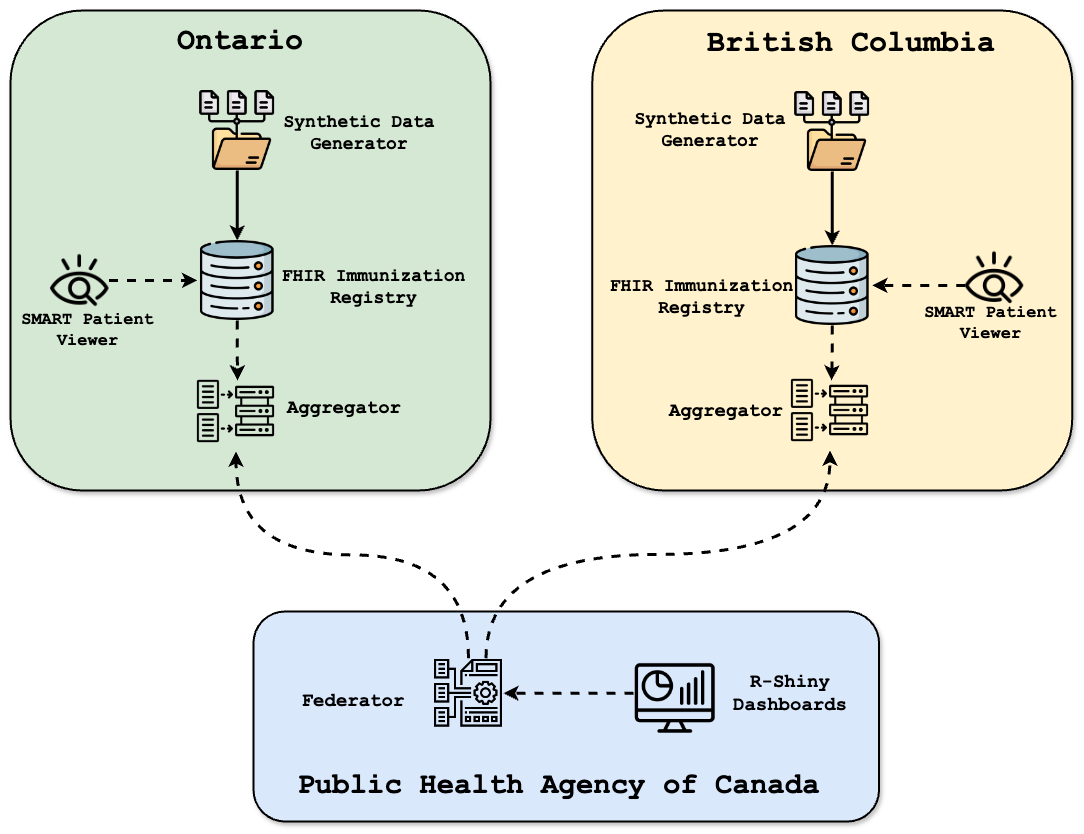 Ontario
Synthetic Data
Generator
FHIR Immunization
Registry
SMART Patient
Viewer
Aggregator
British Columbia
Synthetic Data
Generator
FHIR Immunization
Registry
SMART Patient
Viewer
Aggregator
Federator
R-Shiny
Dashboards
Public Health Agency of Canada